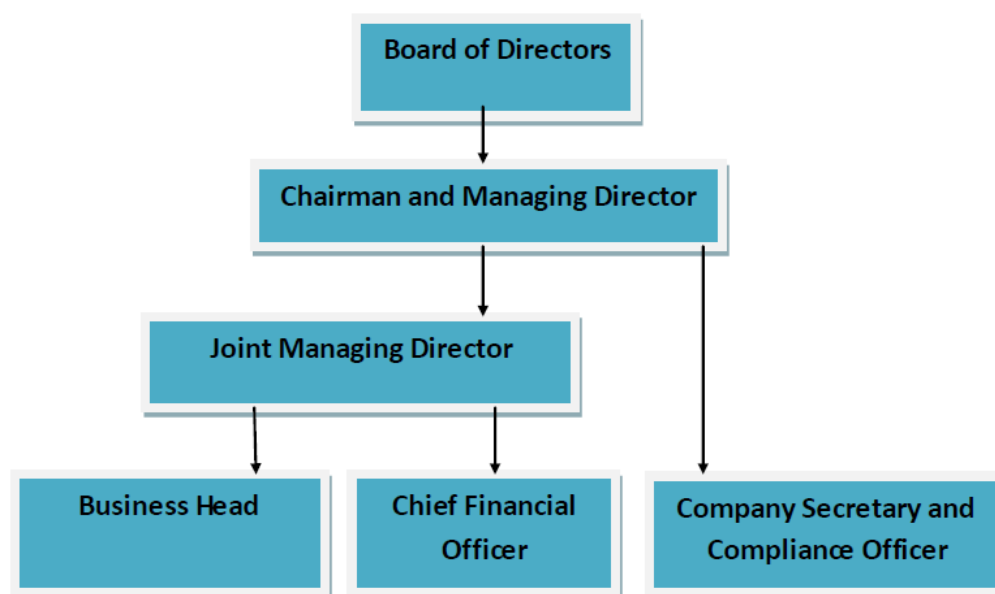 Board of Directors
Chairman and Managing Director
Joint Managing Director
Business Head
Chief Financial
Officer
Company Secretary and
Compliance Officer